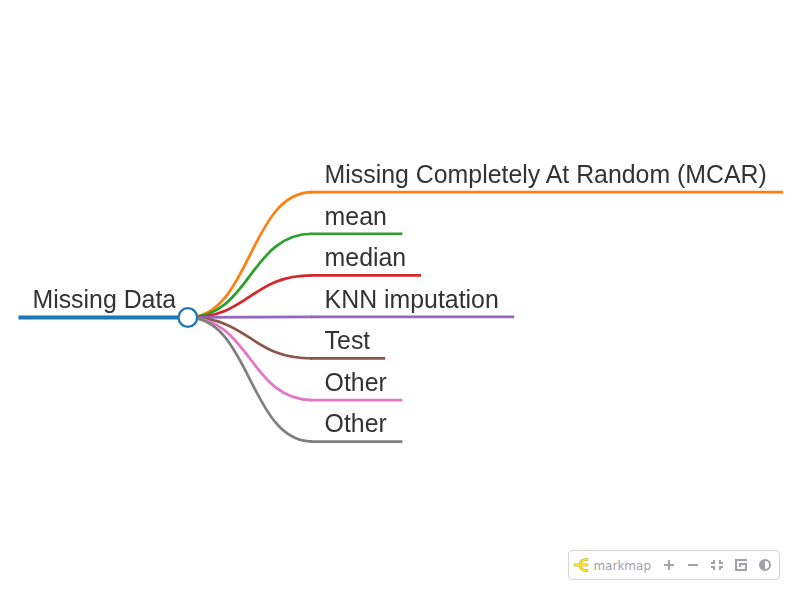 Missing Completely At Random (MCAR)
mean
median
Missing Data
KNN imputation
Test
Other
Other
markmap